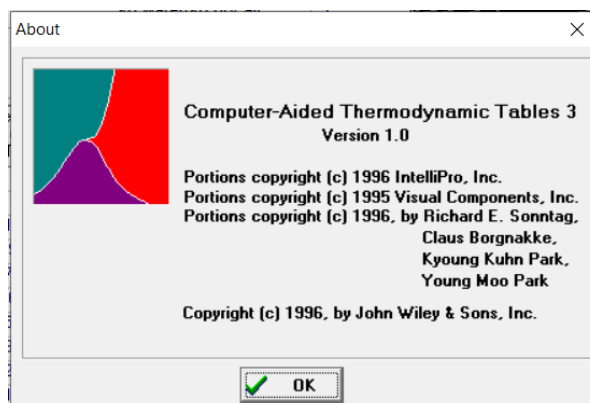 About
Computer-Aided Thermodynamic Tables 3
Version 1.0
Portions copyright (c) 1996 IntelliPro, Inc.
Portions copyright (c) 1995 Visual Components, Inc.
Portions copyright (c) 1996, by Richard E. Sonntag,
Claus Borgnakke,
Kyoung Kuhn Park,
Young Moo Park
Copyright (c) 1996, by John Wiley & Sons, Inc.
OK